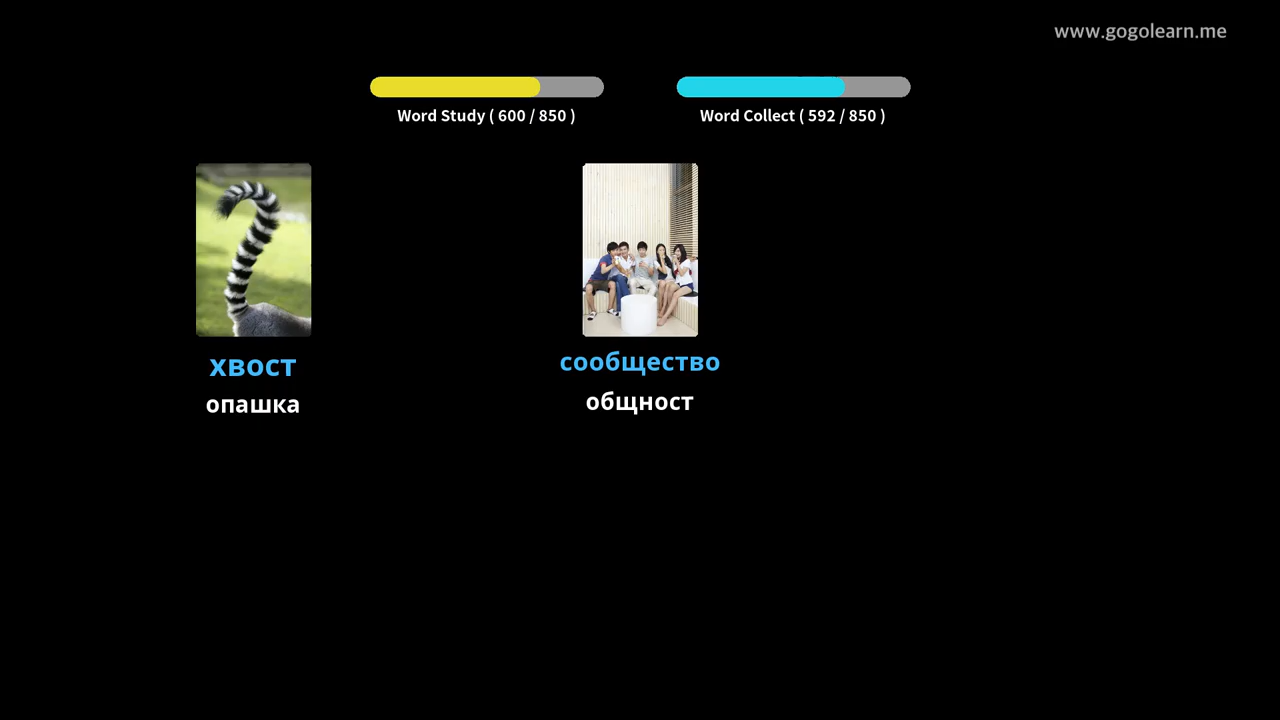 www.gogolearn.me
Word Study ( 600 / 850 )
Word Collect ( 592 / 850 )
хвост
опашка
сообщество
общност